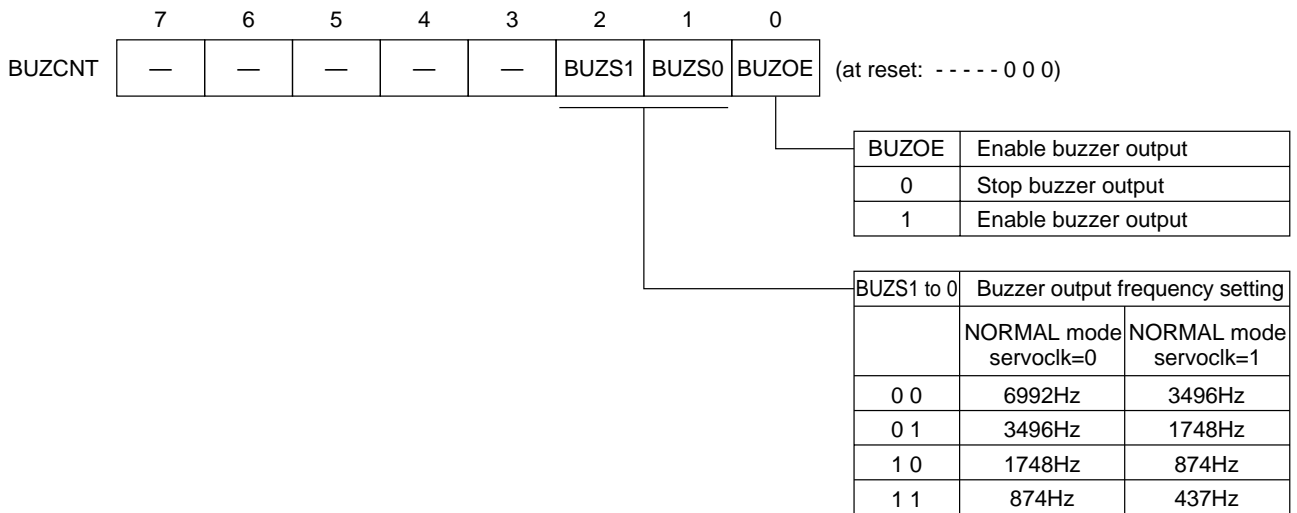 7 6 5 4 3 2 1 0
BUZCNT — — — — — BUZS1 BUZS0 BUZOE (at reset: - - - - - 0 0 0)
BUZOE Enable buzzer output
0 Stop buzzer output
1 Enable buzzer output
BUZS1 to 0 Buzzer output frequency setting
NORMAL mode servoclk=0 NORMAL mode servoclk=1
0 0 6992Hz 3496Hz
0 1 3496Hz 1748Hz
1 0 1748Hz 874Hz
1 1 874Hz 437Hz